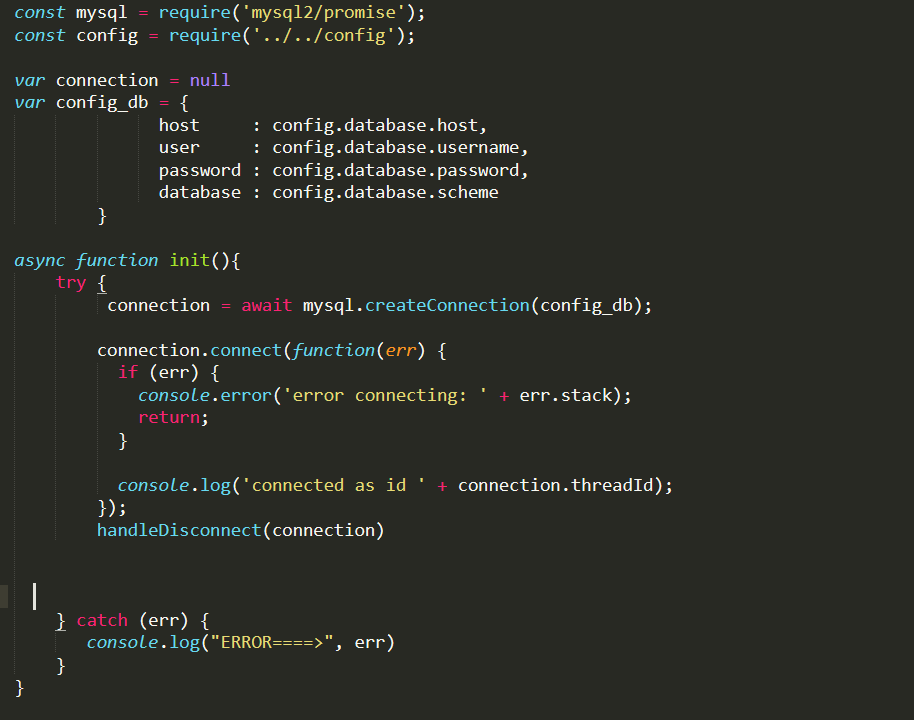 const mysql = require('mysql2/promise');
const config = require('../../config');
var connection = null
var config_db = {
host     : config.database.host,
user     : config.database.username,
password : config.database.password,
database : config.database.scheme
}
async function init(){
try {
connection = await mysql.createConnection(config_db);
connection.connect(function(err) {
if (err) {
console.error('error connecting: ' + err.stack);
return;
}
console.log('connected as id ' + connection.threadId);
});
handleDisconnect(connection)
} catch (err) {
console.log("ERROR====>", err)
}
}